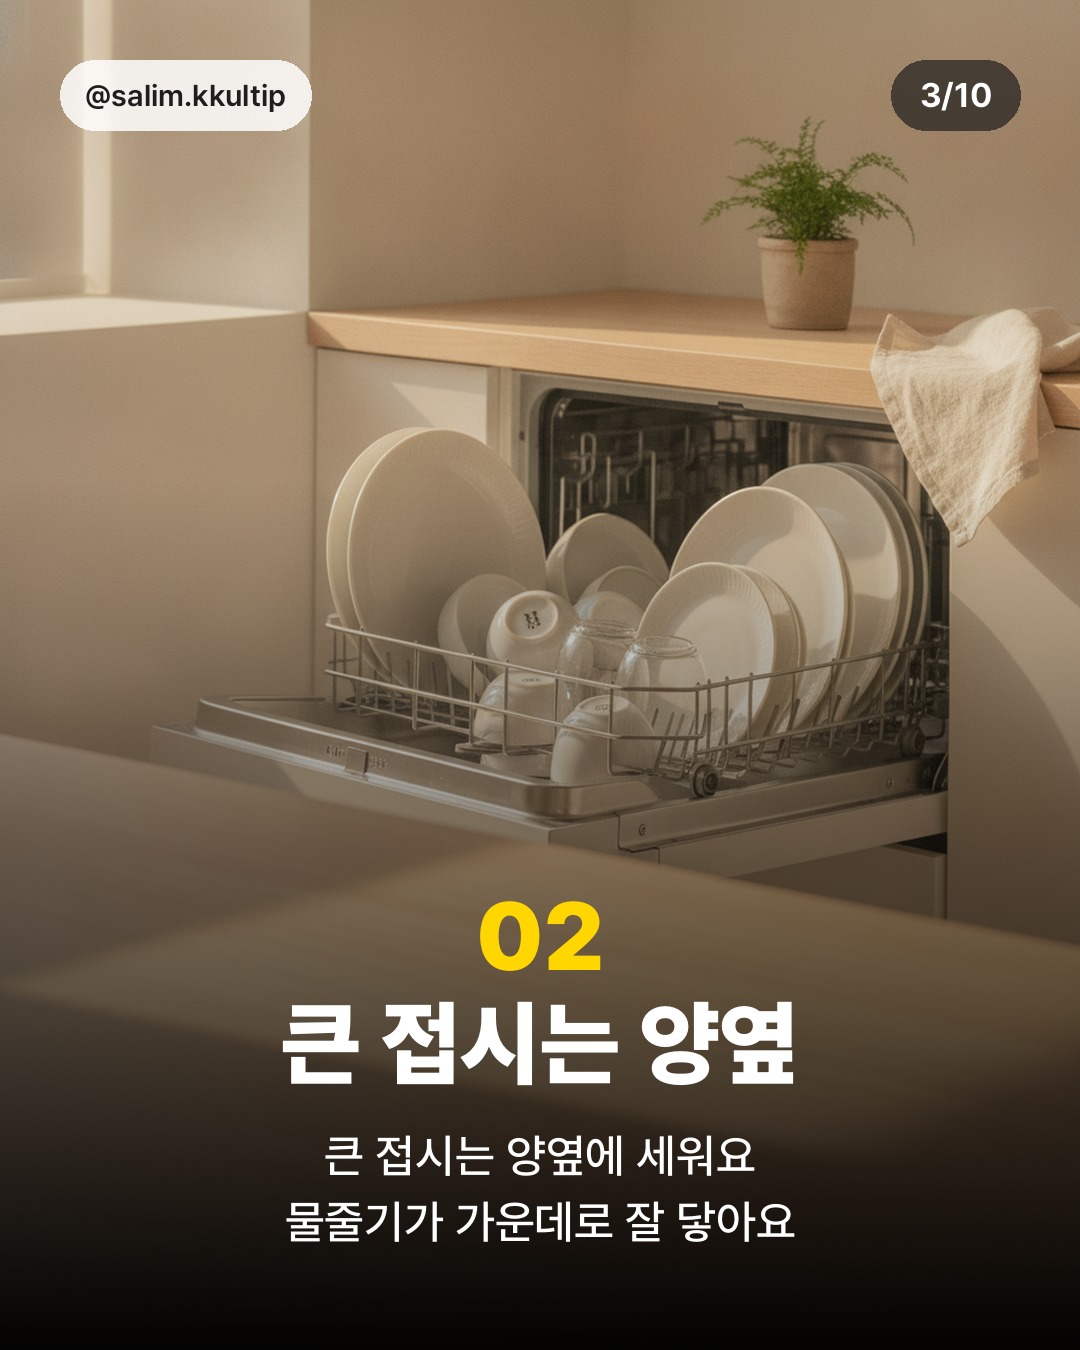 @salim.kkultip
3/10
02
큰 접시는 양옆
큰 접시는 양옆에 세워요
물줄기가 가운데로 잘 닿아요